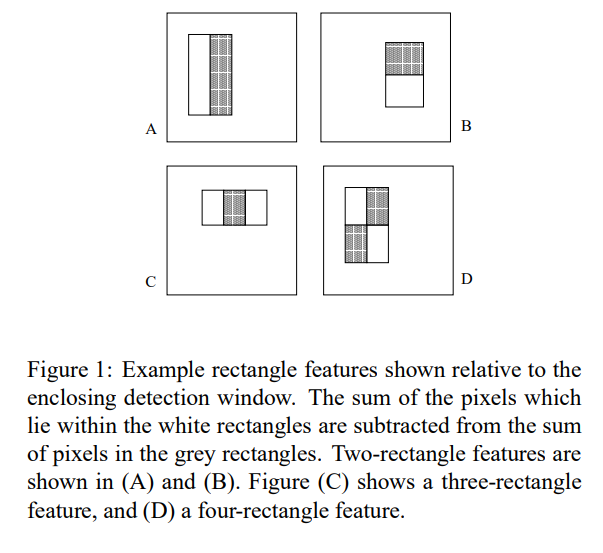 A
B
C
D
Figure 1: Example rectangle features shown relative to the
enclosing detection window. The sum of the pixels which
lie within the white rectangles are subtracted from the sum
of pixels in the grey rectangles. Two-rectangle features are
shown in (A) and (B). Figure (C) shows a three-rectangle
feature, and (D) a four-rectangle feature.